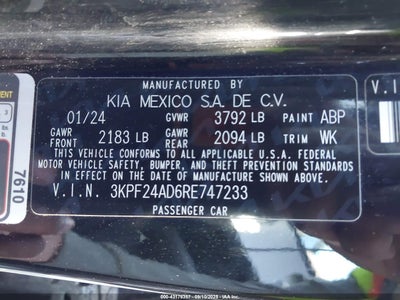 MANUFACTURED BY
KIA MEXICO S.A. DE C.V.
01/24 GVWR 3792 LB PAINT ABP
GAWR FRONT 2183 LB GAWR REAR 2094 LB TRIM WK
THIS VEHICLE CONFORMS TO ALL APPLICABLE U.S.A. FEDERAL
MOTOR VEHICLE SAFETY, BUMPER, AND THEFT PREVENTION STANDARDS
IN EFFECT ON THE DATE OF MANUFACTURE SHOWN ABOVE.
V.I.N. 3KPF24AD6RE747233
PASSENGER CAR
7610
V.I